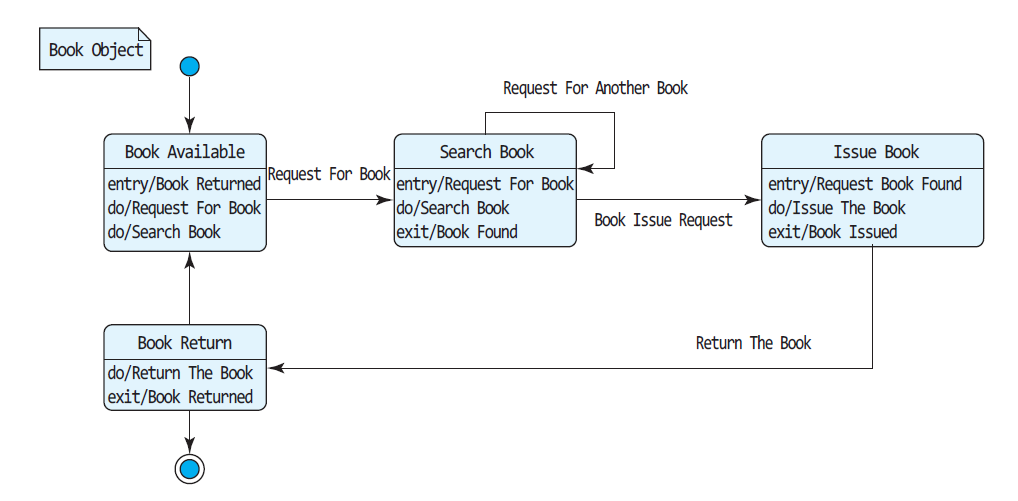 Book Object
Request For Another Book
Book Available
entry/Book Returned
do/Request For Book
do/Search Book
Request For Book
Search Book
entry/Request For Book
do/Search Book
exit/Book Found
Book Issue Request
Issue Book
entry/Request Book Found
do/Issue The Book
exit/Book Issued
Return The Book
Book Return
do/Return The Book
exit/Book Returned